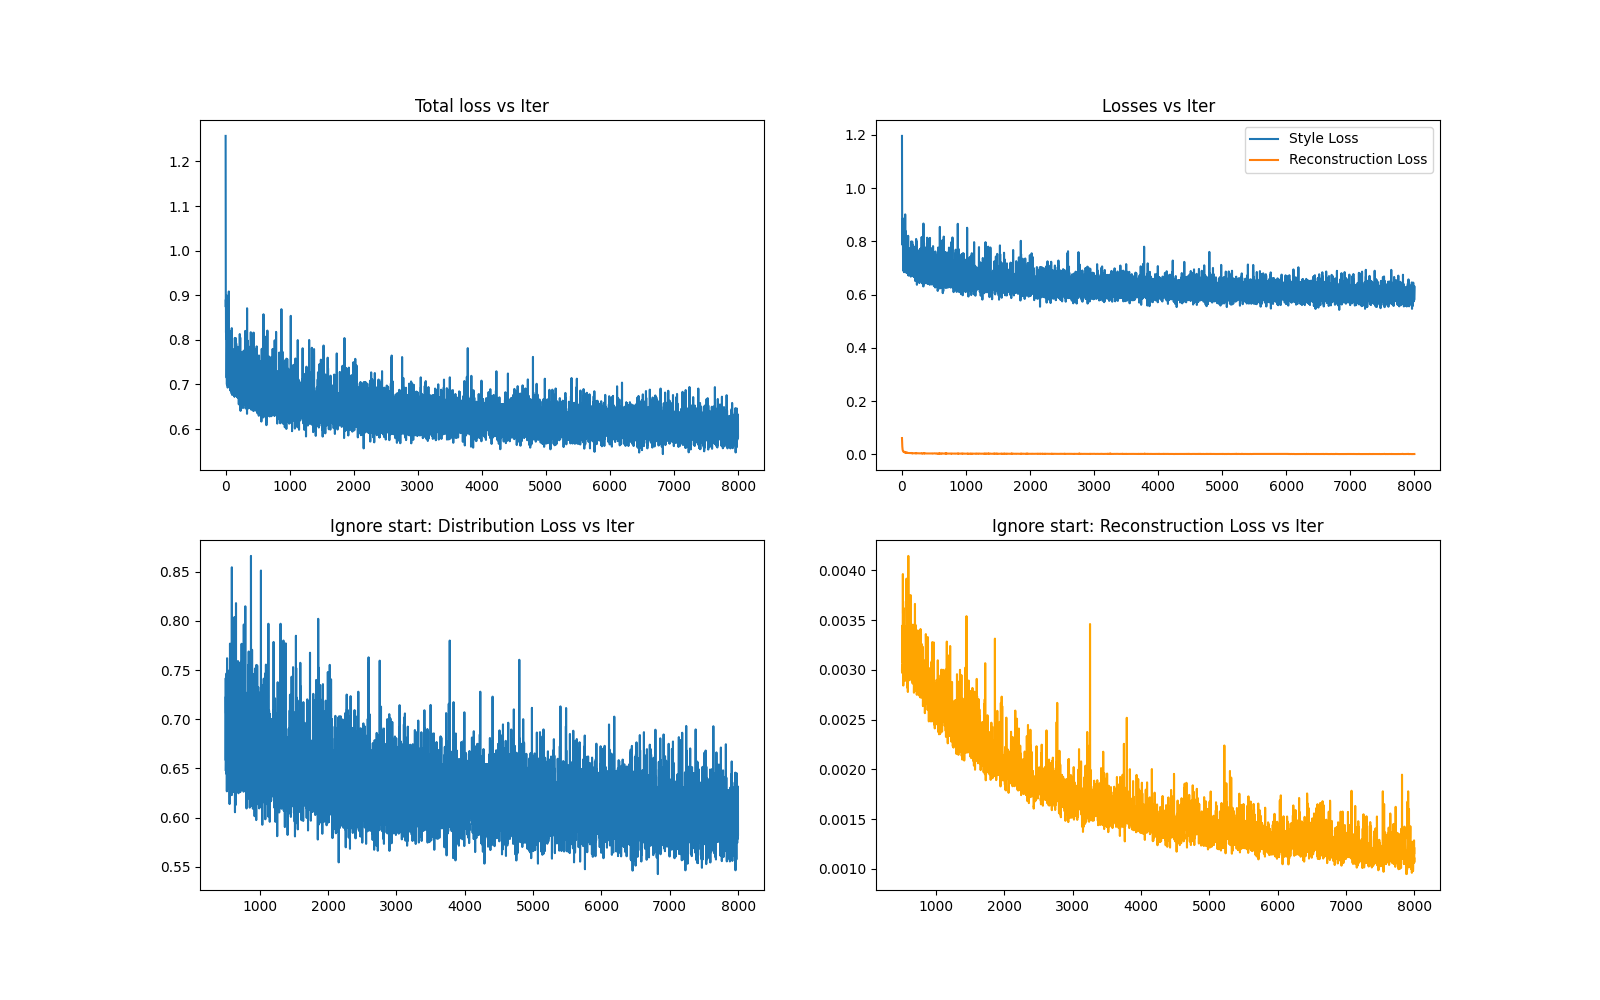 Total loss vs Iter
1.2
1.1
1.0
0.9
0.8
0.7
0.6
0 1000 2000 3000 4000 5000 6000 7000 8000
Losses vs Iter
Style Loss
Reconstruction Loss
1.2
1.0
0.8
0.6
0.4
0.2
0.0
0 1000 2000 3000 4000 5000 6000 7000 8000
Ignore start: Distribution Loss vs Iter
0.85
0.80
0.75
0.70
0.65
0.60
0.55
1000 2000 3000 4000 5000 6000 7000 8000
Ignore start: Reconstruction Loss vs Iter
0.0040
0.0035
0.0030
0.0025
0.0020
0.0015
0.0010
1000 2000 3000 4000 5000 6000 7000 8000